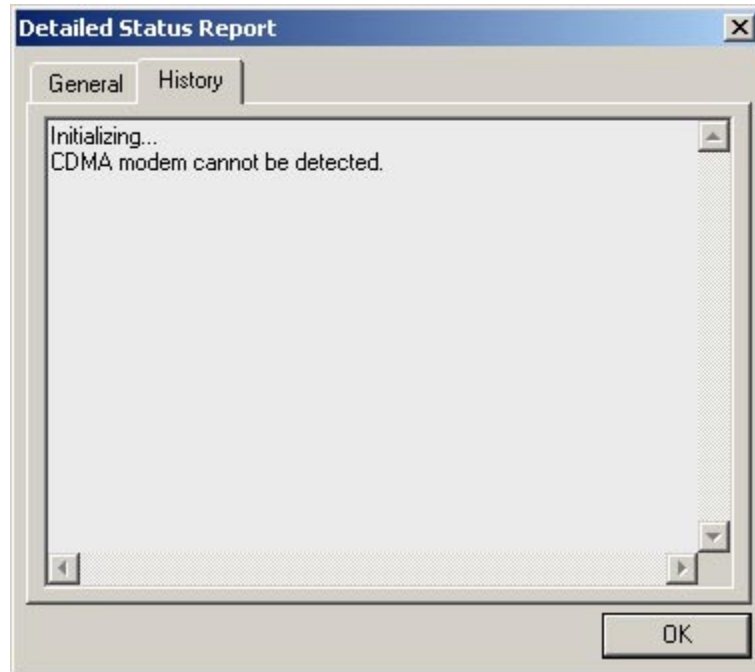 Detailed Status Report
General History
Initializing...
CDMA modem cannot be detected.
OK